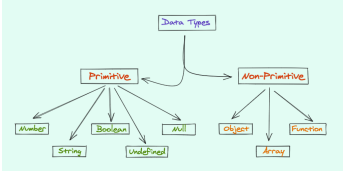 Data Types
Primitive
Non-Primitive
Number
Boolean
Null
Object
Function
String
Undefined
Array